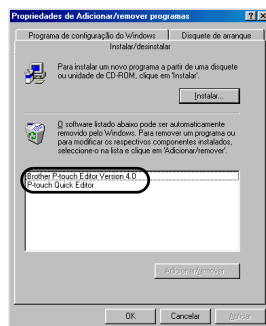 Propriedades de Adicionar/remover programas
Programa de configuração do Windows
Disquete de arranque
Instalar/desinstalar
Para instalar um novo programa a partir de uma disquete
ou unidade de CD-ROM, clique em 'Instalar'.
Instalar...
O software listado abaixo pode ser automaticamente
removido pelo Windows. Para remover um programa ou
para modificar os respectivos componentes instalados,
seleccione-o na lista e clique em 'Adicionar/remover'.
Brother P-touch Editor Version 4.0
P-touch Quick Editor
Adicionar/remover...
OK
Cancelar
Aplicar